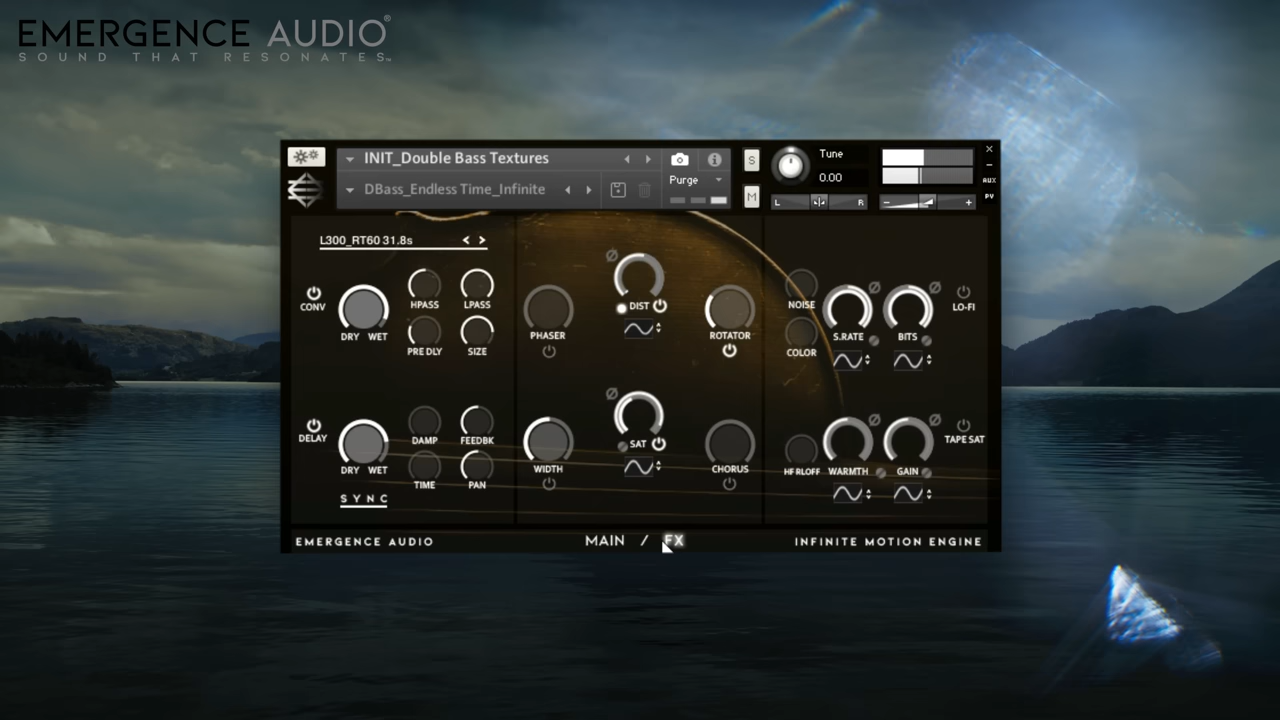 EMERGENCE AUDIO®
SOUND THAT RESONATES™
INIT_Double Bass Textures
DBass_Endless Time_Infinite
Purge
S
M
Tune
0.00
L R
- +
AUX
PV
L300_RT60 31.8s
CONV
DRY WET
HPASS
LPASS
PRE DLY
SIZE
DELAY
DRY WET
DAMP
FEEDBK
TIME
PAN
SYNC
PHASER
DIST
ROTATOR
WIDTH
SAT
CHORUS
NOISE
COLOR
S.RATE
BITS
LO-FI
HF RLOFF
WARMTH
GAIN
TAPE SAT
EMERGENCE AUDIO
MAIN / FX
INFINITE MOTION ENGINE